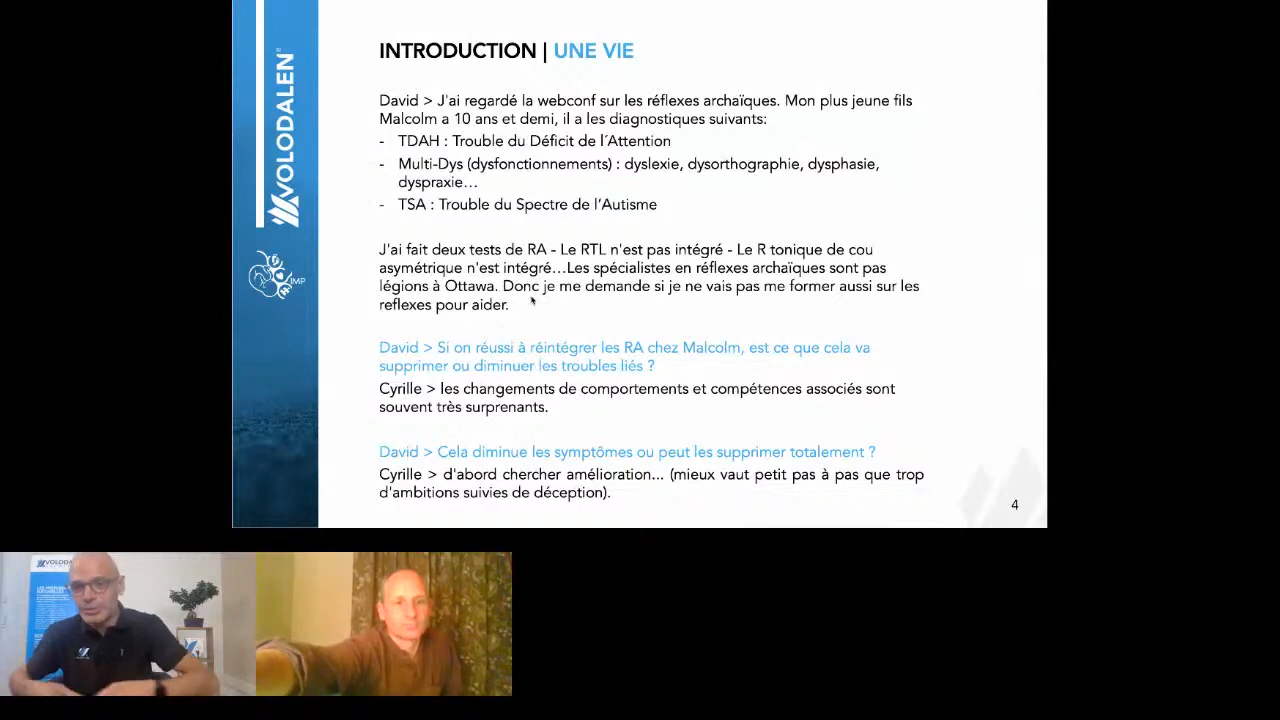 VOLODALEN
IMP
INTRODUCTION | UNE VIE
David > J'ai regardé la webconf sur les réflexes archaïques. Mon plus jeune fils
Malcolm a 10 ans et demi, il a les diagnostiques suivants:
- TDAH : Trouble du Déficit de l'Attention
- Multi-Dys (dysfonctionnements) : dyslexie, dysorthographie, dysphasie,
dyspraxie…
- TSA : Trouble du Spectre de l'Autisme
J'ai fait deux tests de RA - Le RTL n'est pas intégré - Le R tonique de cou
asymétrique n'est intégré…Les spécialistes en réflexes archaïques sont pas
légions à Ottawa. Donc je me demande si je ne vais pas me former aussi sur les
reflexes pour aider.
David > Si on réussi à réintégrer les RA chez Malcolm, est ce que cela va
supprimer ou diminuer les troubles liés ?
Cyrille > les changements de comportements et compétences associés sont
souvent très surprenants.
David > Cela diminue les symptômes ou peut les supprimer totalement ?
Cyrille > d'abord chercher amélioration... (mieux vaut petit pas à pas que trop
d'ambitions suivies de déception).
4